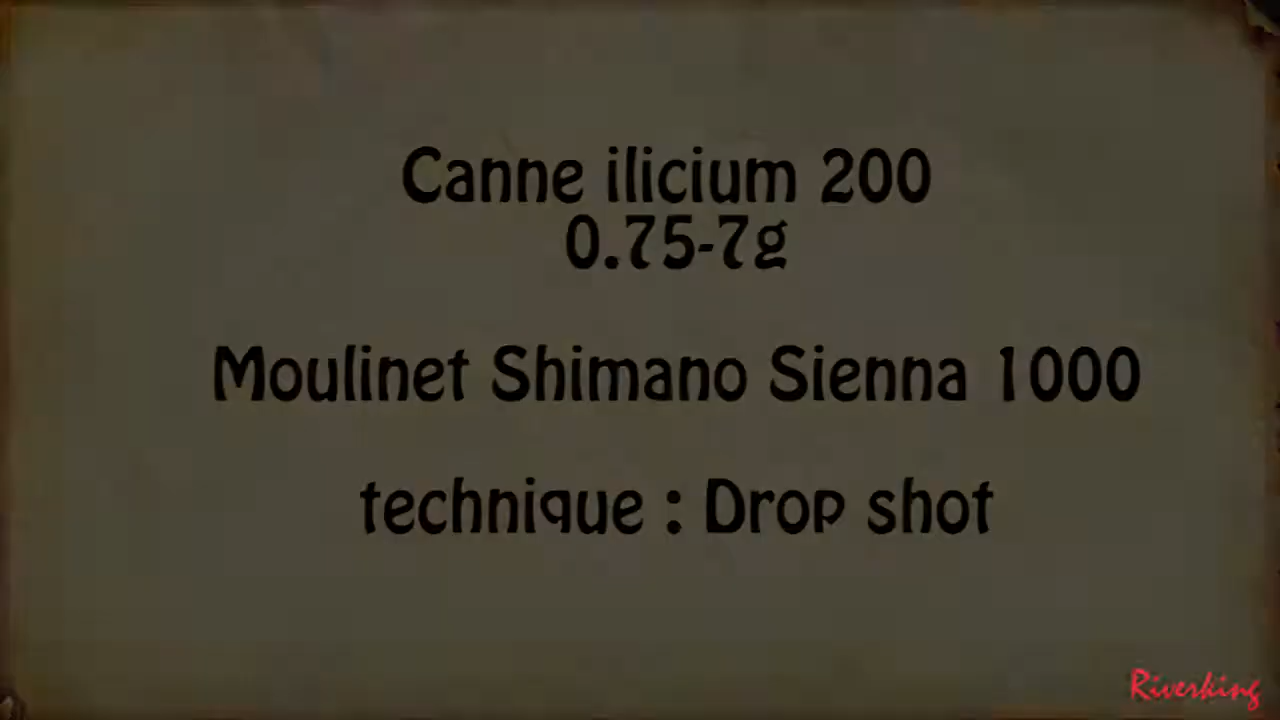 Canne ilicium 200
0.75-7g
Moulinet Shimano Sienna 1000
technique : Drop shot
Riverking